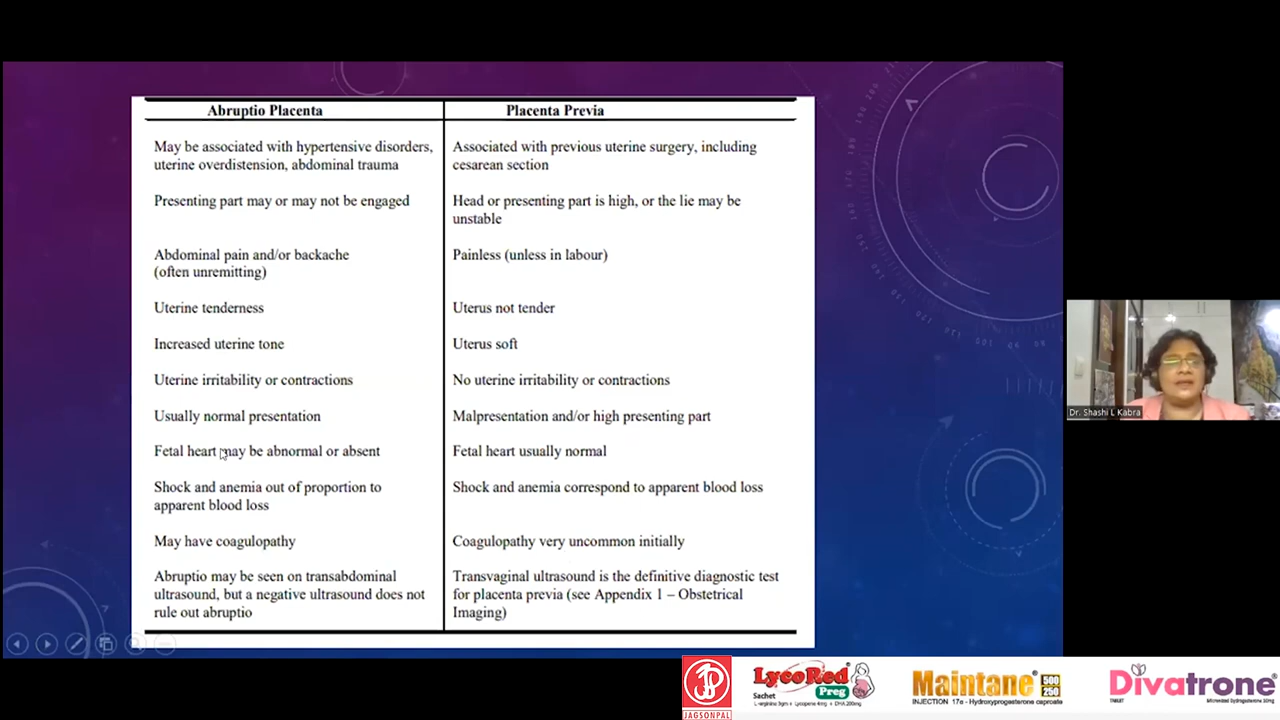 Abruptio Placenta
Placenta Previa
May be associated with hypertensive disorders,
uterine overdistension, abdominal trauma
Associated with previous uterine surgery, including
cesarean section
Presenting part may or may not be engaged
Head or presenting part is high, or the lie may be
unstable
Abdominal pain and/or backache
(often unremitting)
Painless (unless in labour)
Uterine tenderness
Uterus not tender
Increased uterine tone
Uterus soft
Uterine irritability or contractions
No uterine irritability or contractions
Usually normal presentation
Malpresentation and/or high presenting part
Fetal heart may be abnormal or absent
Fetal heart usually normal
Shock and anemia out of proportion to
apparent blood loss
Shock and anemia correspond to apparent blood loss
May have coagulopathy
Coagulopathy very uncommon initially
Abruptio may be seen on transabdominal
ultrasound, but a negative ultrasound does not
rule out abruptio
Transvaginal ultrasound is the definitive diagnostic test
for placenta previa (see Appendix 1 – Obstetrical
Imaging)
Dr. Shashi L Kabra
JAGSONPAL
LycoRed
Preg
Sachet
L-arginine 3gm + Lycopene 4mg + DHA 200mg
Maintane 500
250
INJECTION 17α - Hydroxyprogesterone caproate
Divatrone
TABLET